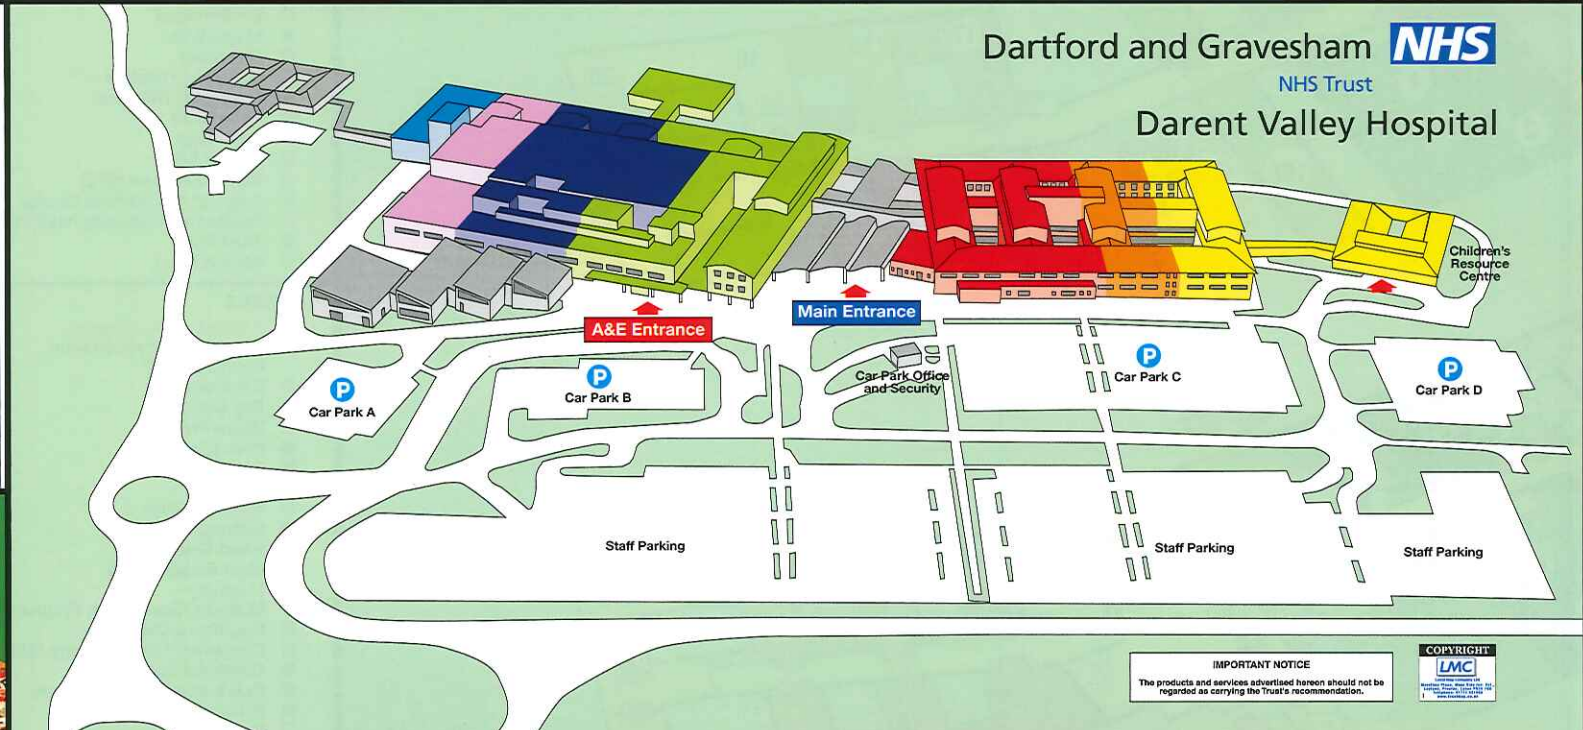 Dartford and Gravesham NHS
NHS Trust
Darent Valley Hospital
Children's
Resource
Centre
Main Entrance
A&E Entrance
P
Car Park A
P
Car Park B
Car Park Office
and Security
P
Car Park C
P
Car Park D
Staff Parking
Staff Parking
Staff Parking
IMPORTANT NOTICE
The products and services advertised hereon should not be
regarded as carrying the Trust's recommendation.
COPYRIGHT
LMC